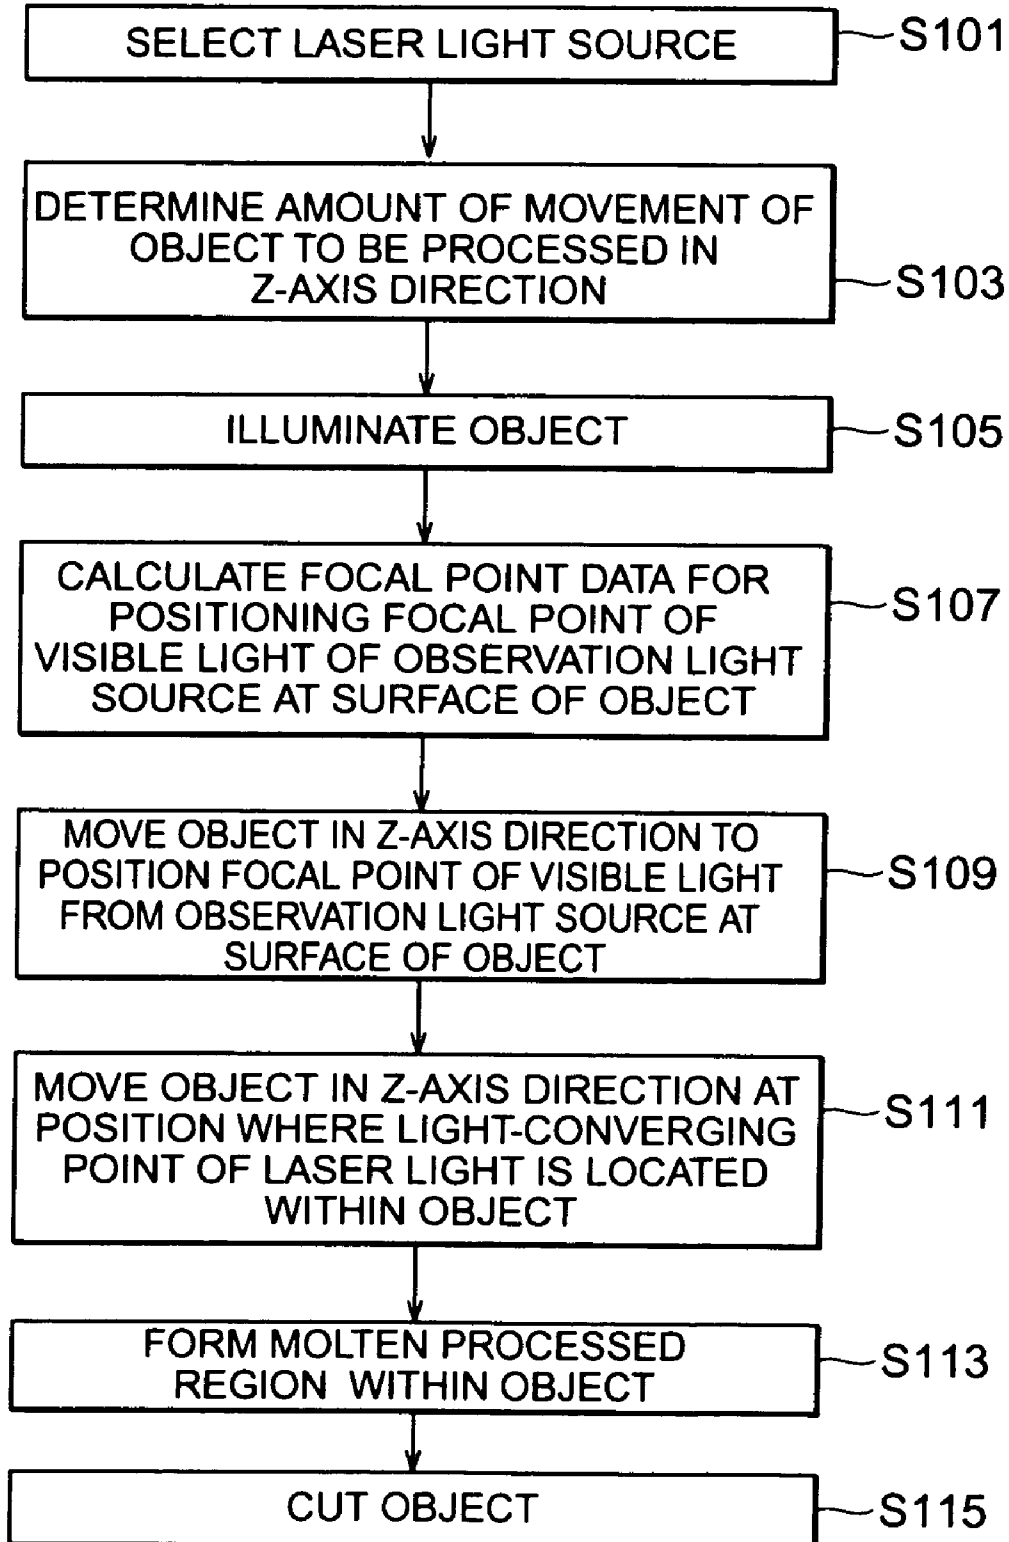 SELECT LASER LIGHT SOURCE
S101
DETERMINE AMOUNT OF MOVEMENT OF
OBJECT TO BE PROCESSED IN
Z-AXIS DIRECTION
S103
ILLUMINATE OBJECT
S105
CALCULATE FOCAL POINT DATA FOR
POSITIONING FOCAL POINT OF
VISIBLE LIGHT OF OBSERVATION LIGHT
SOURCE AT SURFACE OF OBJECT
S107
MOVE OBJECT IN Z-AXIS DIRECTION TO
POSITION FOCAL POINT OF VISIBLE LIGHT
FROM OBSERVATION LIGHT SOURCE AT
SURFACE OF OBJECT
S109
MOVE OBJECT IN Z-AXIS DIRECTION AT
POSITION WHERE LIGHT-CONVERGING
POINT OF LASER LIGHT IS LOCATED
WITHIN OBJECT
S111
FORM MOLTEN PROCESSED
REGION WITHIN OBJECT
S113
CUT OBJECT
S115